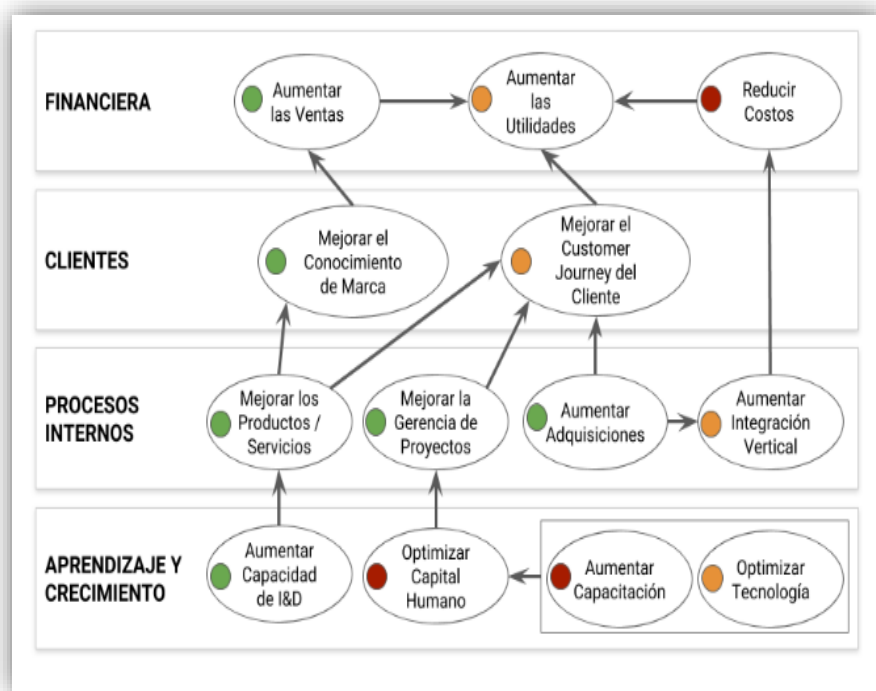 FINANCIERA
Aumentar
las Ventas
Aumentar
las
Utilidades
Reducir
Costos
CLIENTES
Mejorar el
Conocimiento
de Marca
Mejorar el
Customer
Journey del
Cliente
PROCESOS
INTERNOS
Mejorar los
Productos /
Servicios
Mejorar la
Gerencia de
Proyectos
Aumentar
Adquisiciones
Aumentar
Integración
Vertical
APRENDIZAJE Y
CRECIMIENTO
Aumentar
Capacidad
de I&D
Optimizar
Capital
Humano
Aumentar
Capacitación
Optimizar
Tecnología